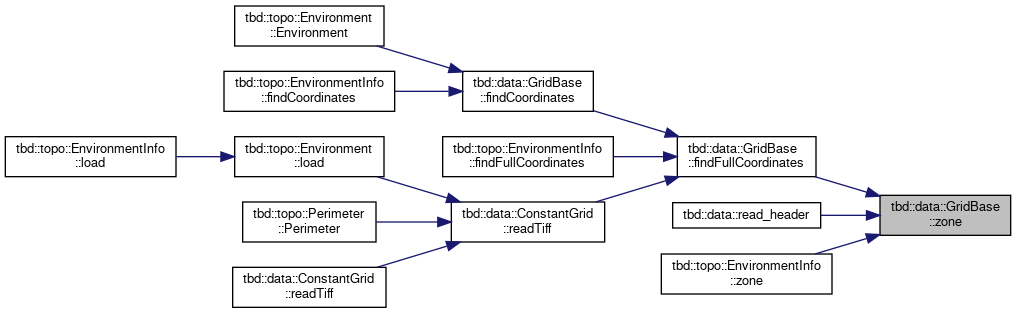 tbd::topo::Environment
::Environment
tbd::topo::EnvironmentInfo
::findCoordinates
tbd::data::GridBase
::findCoordinates
tbd::topo::EnvironmentInfo
::load
tbd::topo::Environment
::load
tbd::topo::EnvironmentInfo
::findFullCoordinates
tbd::data::GridBase
::findFullCoordinates
tbd::topo::Perimeter
::Perimeter
tbd::data::ConstantGrid
::readTiff
tbd::data::read_header
tbd::data::GridBase
::zone
tbd::data::ConstantGrid
::readTiff
tbd::topo::EnvironmentInfo
::zone